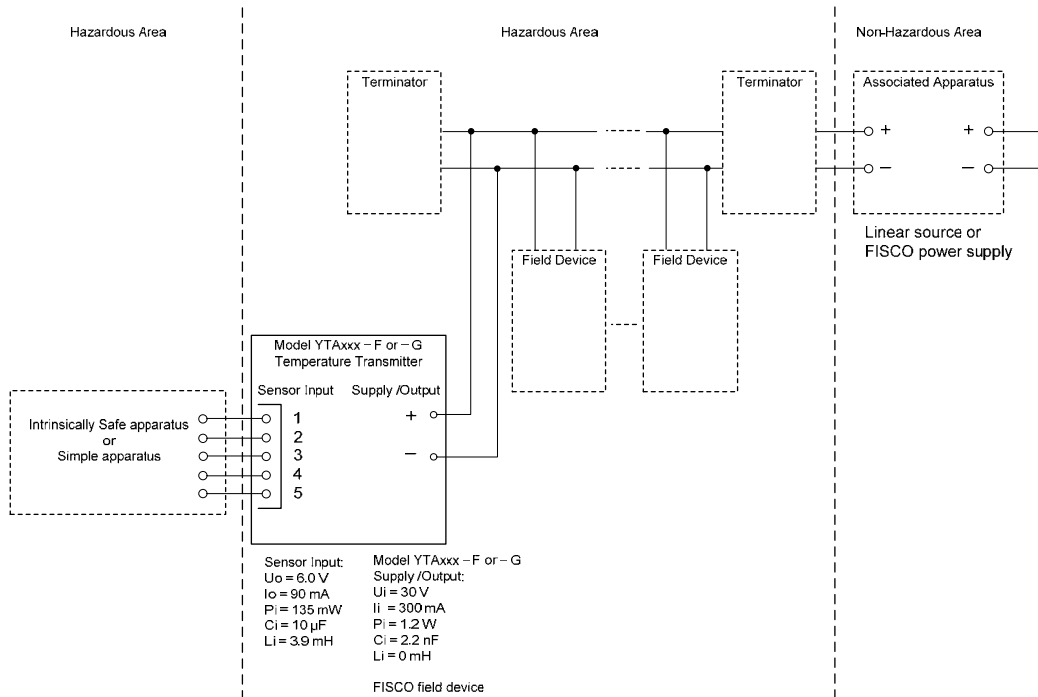 Hazardous Area
Hazardous Area
Non-Hazardous Area
Terminator
Terminator
Associated Apparatus
+ +
− −
Linear source or
FISCO power supply
Field Device
Field Device
Model YTAxxx – F or – G
Temperature Transmitter
Sensor Input Supply /Output
Intrinsically Safe apparatus
or
Simple apparatus
1
2
3
4
5
+
−
Sensor Input:
Uo = 6.0 V
Io = 90 mA
Pi = 135 mW
Ci = 10 µF
Li = 3.9 mH
Model YTAxxx – F or – G
Supply /Output:
Ui = 30 V
Ii = 300 mA
Pi = 1.2 W
Ci = 2.2 nF
Li = 0 mH
FISCO field device